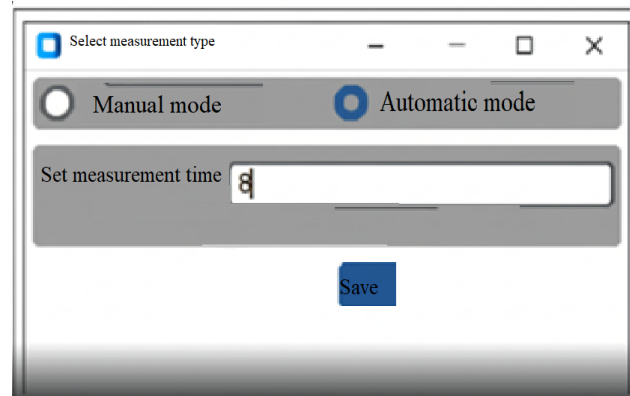 Select measurement type
Manual mode Automatic mode
Set measurement time 8
Save